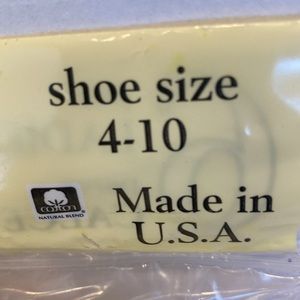 shoe size
4-10
cotton
NATURAL BLEND
Made in
U.S.A.